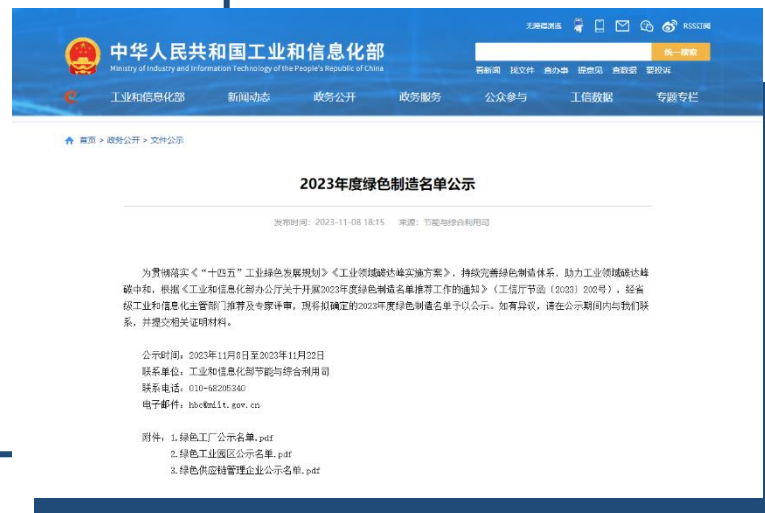 无障碍浏览 RSS订阅
中华人民共和国工业和信息化部
Ministry of Industry and Information Technology of the People's Republic of China
统一搜索
看新闻 找文件 查办事 提意见 查数据 要投诉
工业和信息化部 新闻动态 政务公开 政务服务 公众参与 工信数据 专题专栏
首页 > 政务公开 > 文件公示
2023年度绿色制造名单公示
发布时间：2023-11-08 18:15 来源：节能与综合利用司
为贯彻落实《“十四五”工业绿色发展规划》《工业领域碳达峰实施方案》，持续完善绿色制造体系，助力工业领域碳达峰
碳中和，根据《工业和信息化部办公厅关于开展2023年度绿色制造名单推荐工作的通知》（工信厅节函〔2023〕202号），经省
级工业和信息化主管部门推荐及专家评审，现将拟确定的2023年度绿色制造名单予以公示。如有异议，请在公示期间内与我们联
系，并提交相关证明材料。
公示时间：2023年11月8日至2023年11月22日
联系单位：工业和信息化部节能与综合利用司
联系电话：010-68205340
电子邮件：hbc@miit.gov.cn
附件：1.绿色工厂公示名单.pdf
2.绿色工业园区公示名单.pdf
3.绿色供应链管理企业公示名单.pdf